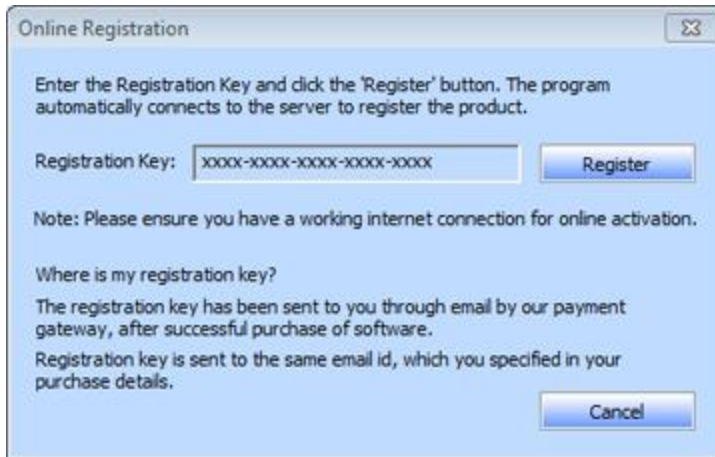 Online Registration
Enter the Registration Key and click the 'Register' button. The program
automatically connects to the server to register the product.
Registration Key: xxxx-xxxx-xxxx-xxxx-xxxx Register
Note: Please ensure you have a working internet connection for online activation.
Where is my registration key?
The registration key has been sent to you through email by our payment
gateway, after successful purchase of software.
Registration key is sent to the same email id, which you specified in your
purchase details.
Cancel